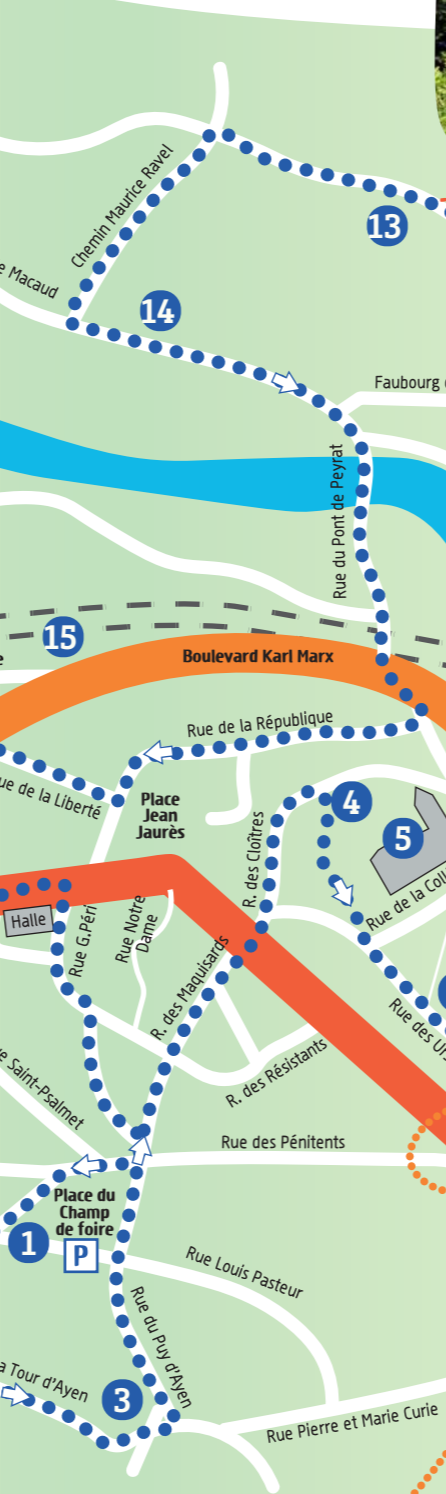 Chemin Maurice Ravel
13
e Macaud
14
Faubourg
Rue du Pont de Peyrat
15
Boulevard Karl Marx
e
Rue de la République
ue de la Liberté
Place
Jean
Jaurès
4
5
R. des Cloîtres
Rue de la Coll
Halle
Rue G.Péri
Rue Notre
Dame
R. des Maquisards
Rue des Ur
R. des Résistants
e Saint-Psalmet
Rue des Pénitents
Place du
Champ
de foire
1
P
Rue Louis Pasteur
Rue du Puy d'Ayen
a Tour d'Ayen
3
Rue Pierre et Marie Curie